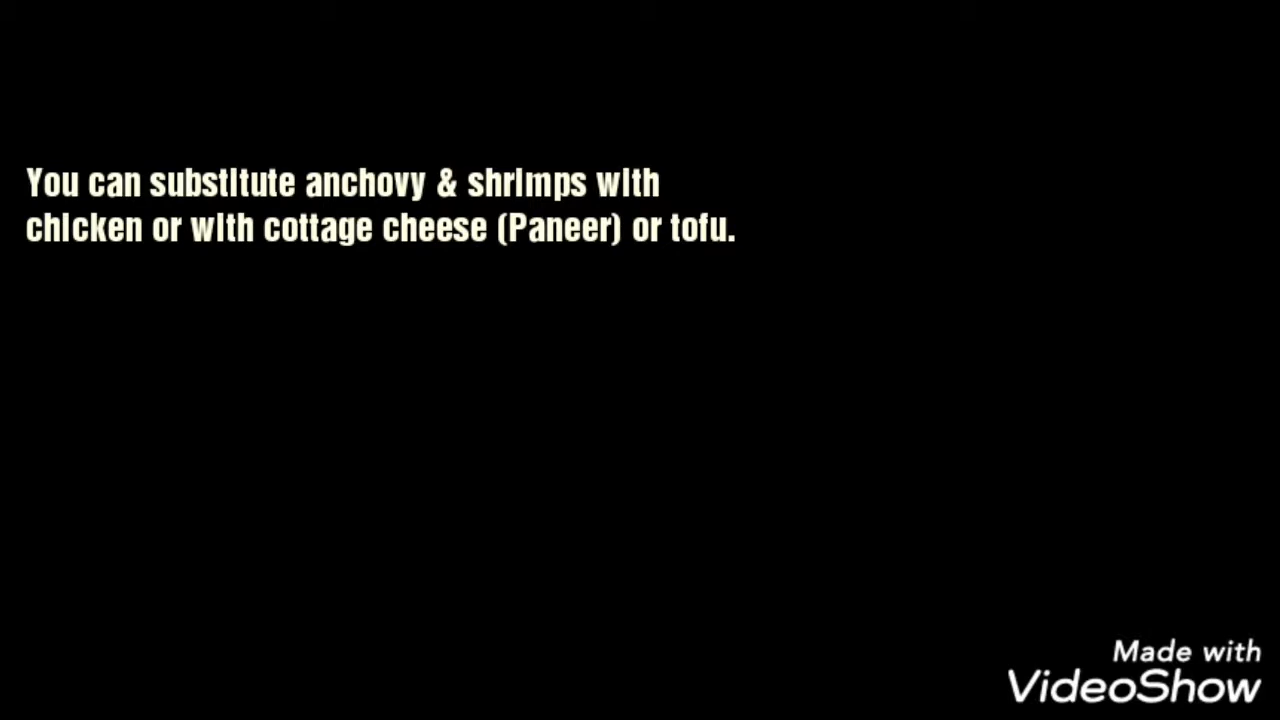 You can substitute anchovy & shrimps with
chicken or with cottage cheese (Paneer) or tofu.
Made with
VideoShow